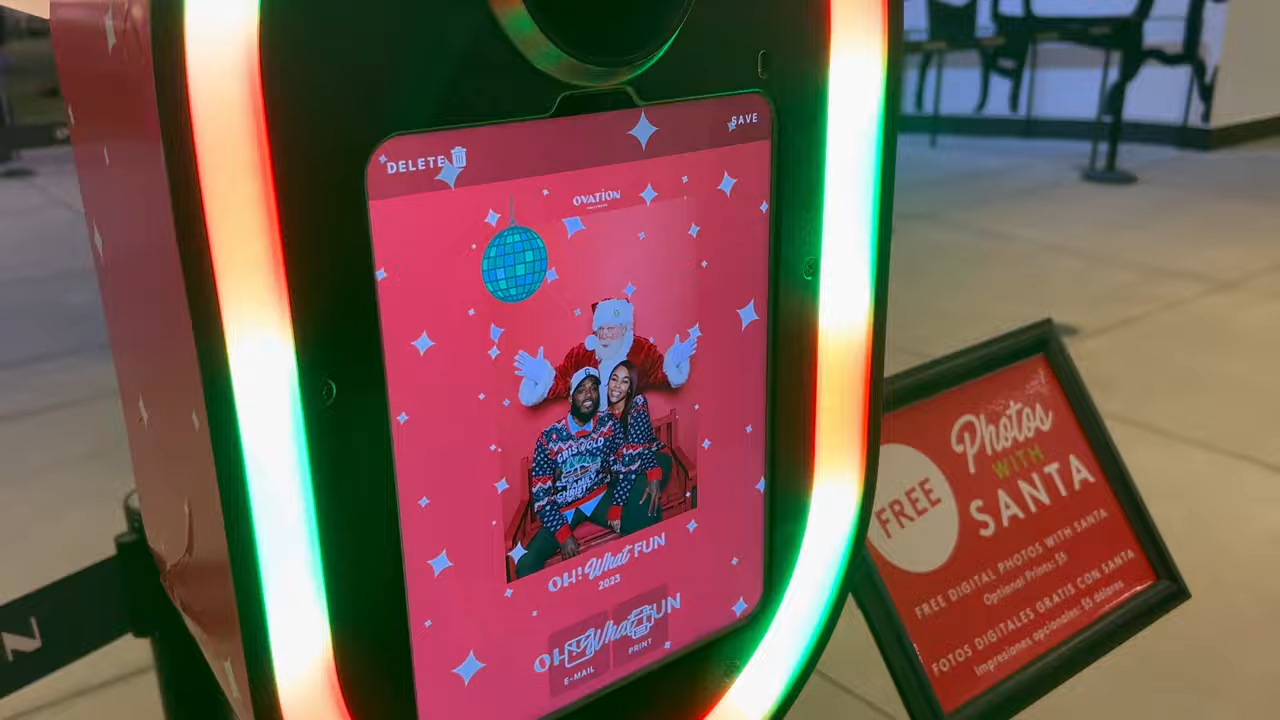 DELETE
SAVE
OVATION
OH! What FUN
2023
OH! What FUN
E-MAIL
PRINT
FREE
Photos
WITH
SANTA
FREE DIGITAL PHOTOS WITH SANTA
Optional Prints: $5
FOTOS DIGITALES GRATIS CON SANTA
Impresiones opcionales: $5 dólares
N